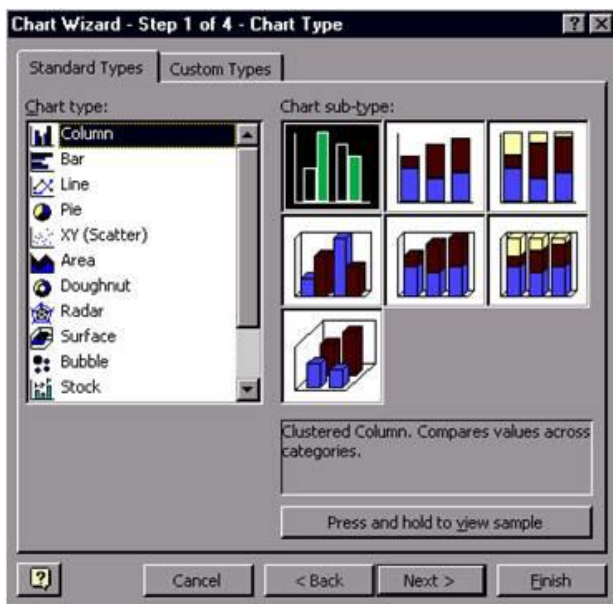 Chart Wizard - Step 1 of 4 - Chart Type
Standard Types
Custom Types
Chart type:
Column
Bar
Line
Pie
XY (Scatter)
Area
Doughnut
Radar
Surface
Bubble
Stock
Chart sub-type:
Clustered Column. Compares values across
categories.
Press and hold to view sample
Cancel
< Back
Next >
Finish